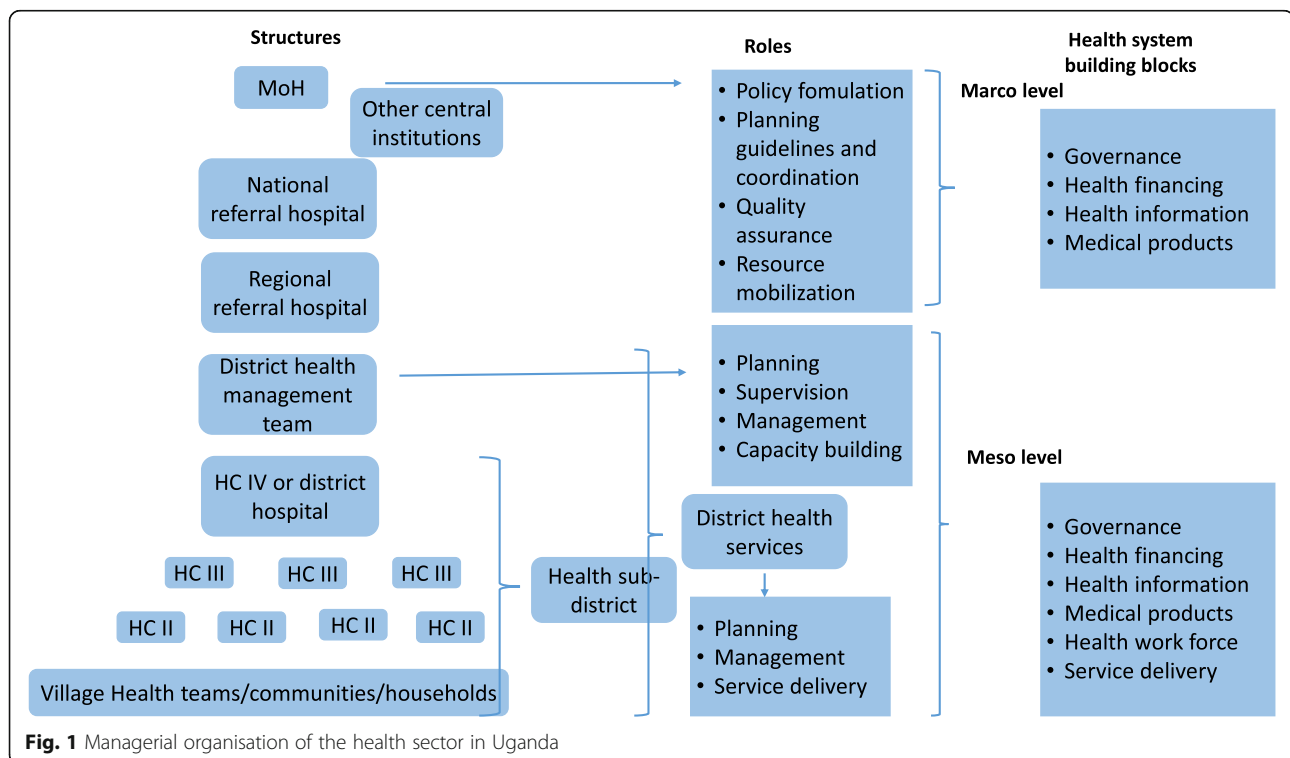 Structures
Roles
Health system
building blocks
MoH
Other central
institutions
National
referral hospital
Regional
referral hospital
District health
management
team
HC IV or district
hospital
HC III
HC III
HC III
HC II
HC II
HC II
HC II
Village Health teams/communities/households
Health sub-
district
• Policy fomulation
• Planning
guidelines and
coordination
• Quality
assurance
• Resource
mobilization
• Planning
• Supervision
• Management
• Capacity building
District health
services
• Planning
• Management
• Service delivery
Marco level
• Governance
• Health financing
• Health information
• Medical products
Meso level
• Governance
• Health financing
• Health information
• Medical products
• Health work force
• Service delivery
Fig. 1 Managerial organisation of the health sector in Uganda